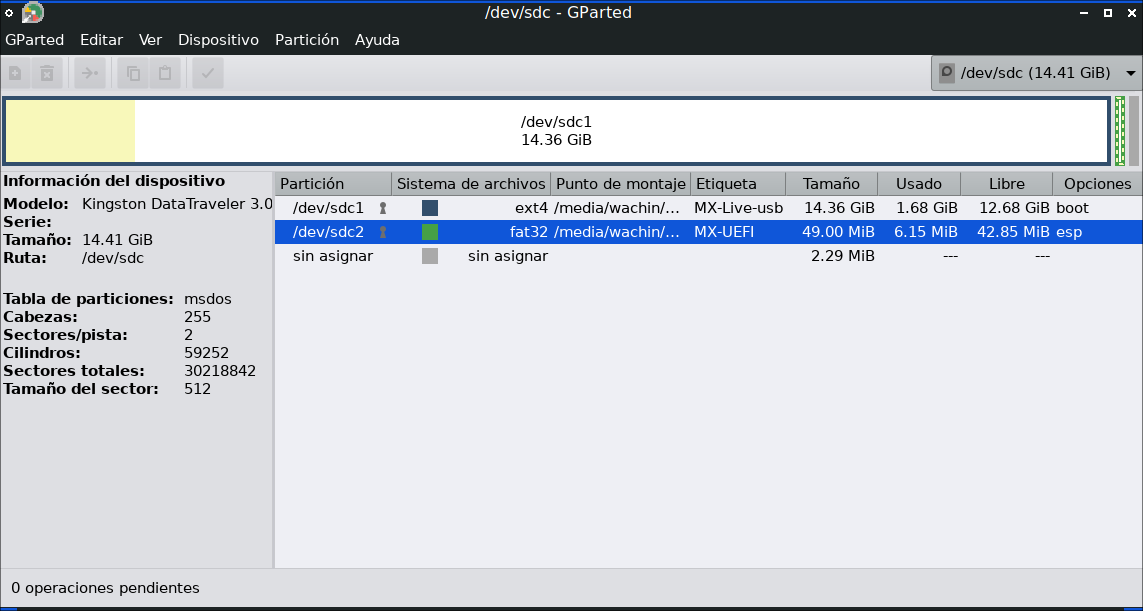 /dev/sdc - GParted
GParted Editar Ver Dispositivo Partición Ayuda
/dev/sdc (14.41 GiB)
/dev/sdc1
14.36 GiB
Información del dispositivo
Modelo: Kingston DataTraveler 3.0
Serie:
Tamaño: 14.41 GiB
Ruta: /dev/sdc
Tabla de particiones: msdos
Cabezas: 255
Sectores/pista: 2
Cilindros: 59252
Sectores totales: 30218842
Tamaño del sector: 512
Partición Sistema de archivos Punto de montaje Etiqueta Tamaño Usado Libre Opciones
/dev/sdc1 ext4 /media/wachin/... MX-Live-usb 14.36 GiB 1.68 GiB 12.68 GiB boot
/dev/sdc2 fat32 /media/wachin/... MX-UEFI 49.00 MiB 6.15 MiB 42.85 MiB esp
sin asignar sin asignar 2.29 MiB --- ---
0 operaciones pendientes